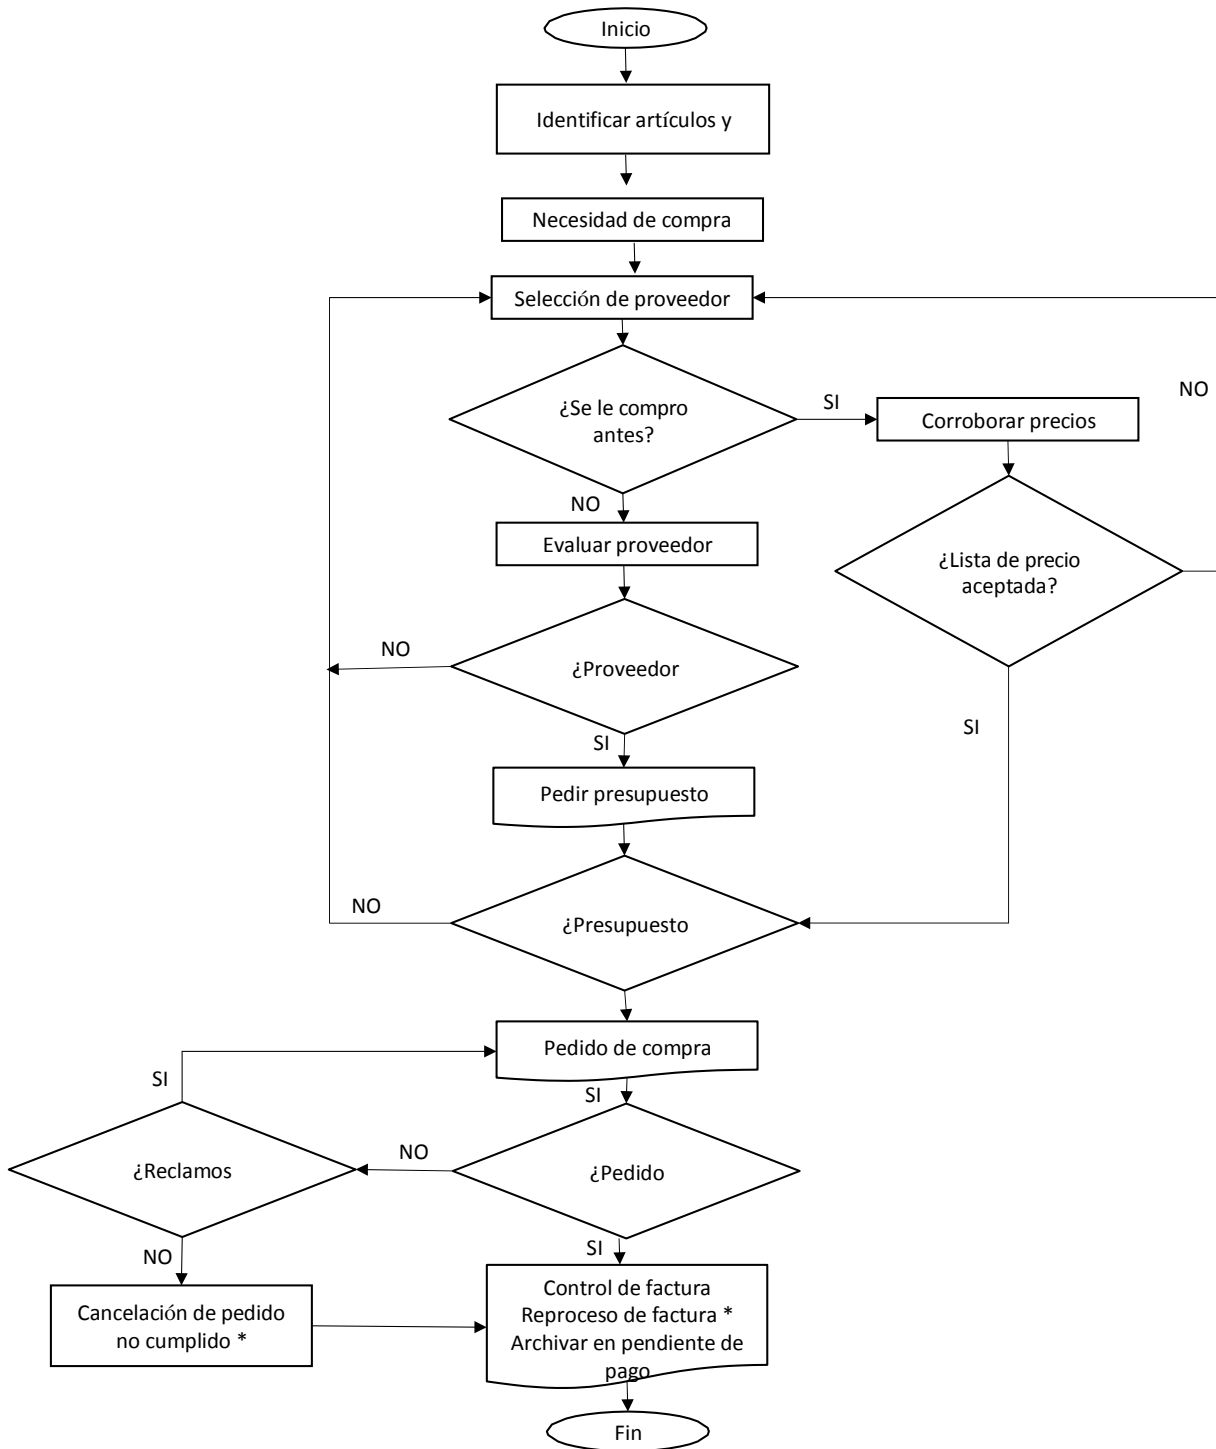 Inicio
Identificar artículos y
Necesidad de compra
Selección de proveedor
¿Se le compro
antes?
SI
Corroborar precios
NO
NO
Evaluar proveedor
¿Lista de precio
aceptada?
NO
¿Proveedor
SI
SI
Pedir presupuesto
NO
¿Presupuesto
Pedido de compra
SI
SI
¿Reclamos
NO
¿Pedido
NO
SI
Cancelación de pedido
no cumplido *
Control de factura
Reproceso de factura *
Archivar en pendiente de
pago
Fin